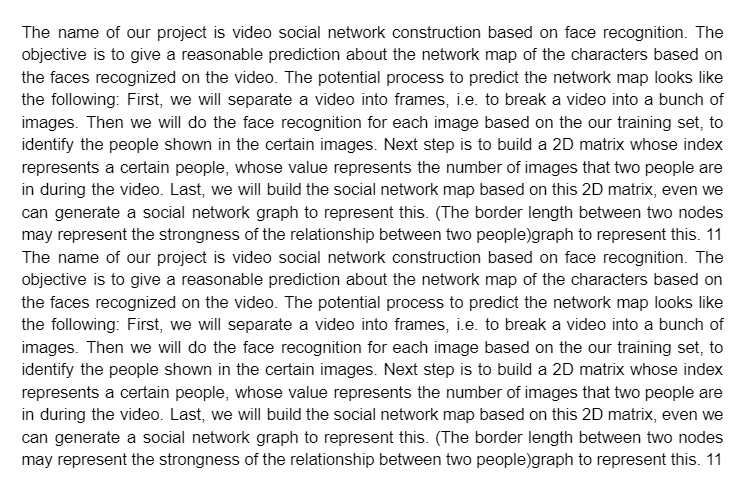 The name of our project is video social network construction based on face recognition. The
objective is to give a reasonable prediction about the network map of the characters based on
the faces recognized on the video. The potential process to predict the network map looks like
the following: First, we will separate a video into frames, i.e. to break a video into a bunch of
images. Then we will do the face recognition for each image based on the our training set, to
identify the people shown in the certain images. Next step is to build a 2D matrix whose index
represents a certain people, whose value represents the number of images that two people are
in during the video. Last, we will build the social network map based on this 2D matrix, even we
can generate a social network graph to represent this. (The border length between two nodes
may represent the strongness of the relationship between two people)graph to represent this. 11
The name of our project is video social network construction based on face recognition. The
objective is to give a reasonable prediction about the network map of the characters based on
the faces recognized on the video. The potential process to predict the network map looks like
the following: First, we will separate a video into frames, i.e. to break a video into a bunch of
images. Then we will do the face recognition for each image based on the our training set, to
identify the people shown in the certain images. Next step is to build a 2D matrix whose index
represents a certain people, whose value represents the number of images that two people are
in during the video. Last, we will build the social network map based on this 2D matrix, even we
can generate a social network graph to represent this. (The border length between two nodes
may represent the strongness of the relationship between two people)graph to represent this. 11